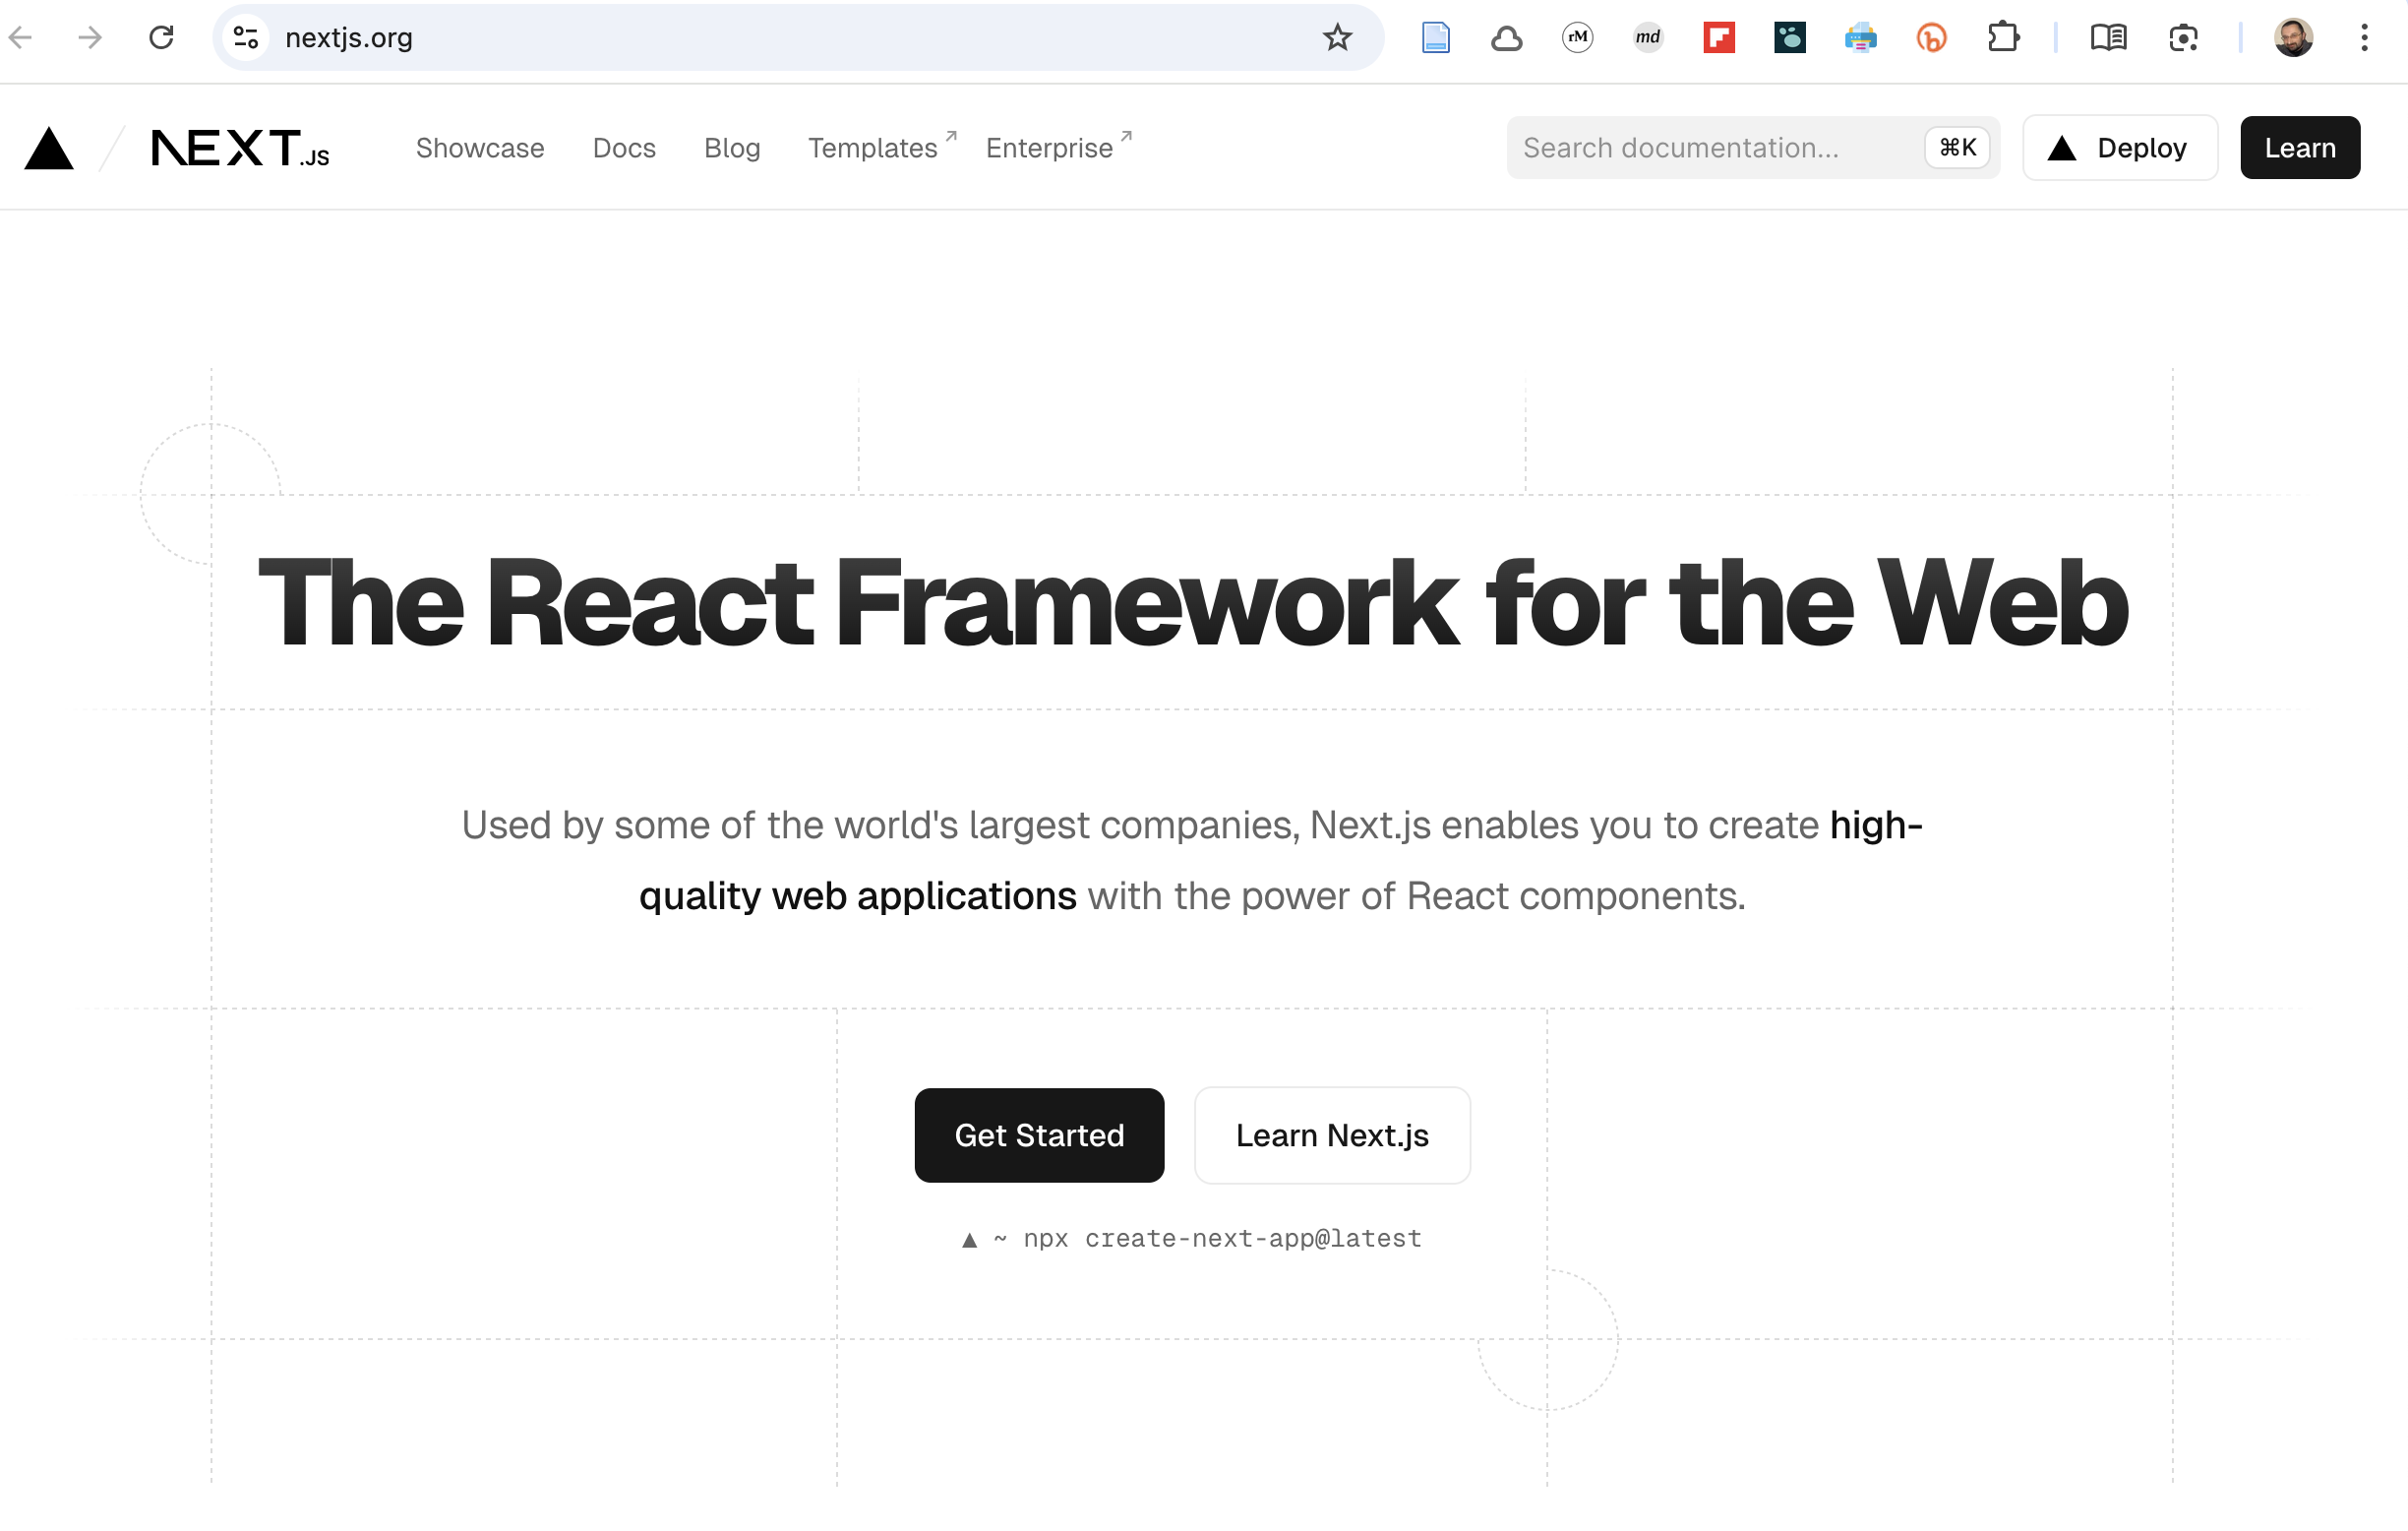 nextjs.org
rM
md
NEXT.JS
Showcase Docs Blog Templates Enterprise
Search documentation... ⌘K
Deploy
Learn
The React Framework for the Web
Used by some of the world's largest companies, Next.js enables you to create high-
quality web applications with the power of React components.
Get Started
Learn Next.js
▲ ~ npx create-next-app@latest